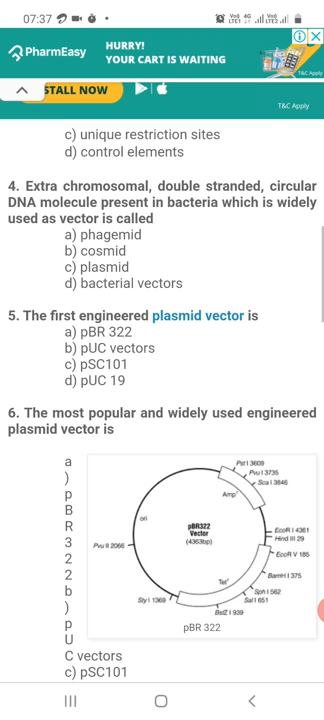 07:37
Vo)) 4G
LTE1
Vo))
LTE2
PharmEasy
HURRY!
YOUR CART IS WAITING
T&C Apply
STALL NOW
T&C Apply
c) unique restriction sites
d) control elements
4. Extra chromosomal, double stranded, circular
DNA molecule present in bacteria which is widely
used as vector is called
a) phagemid
b) cosmid
c) plasmid
d) bacterial vectors
5. The first engineered plasmid vector is
a) pBR 322
b) pUC vectors
c) pSC101
d) pUC 19
6. The most popular and widely used engineered
plasmid vector is
a
)
p
B
R
3
2
2
b
)
p
U
C vectors
c) pSC101
Pst I 3609
Pvu I 3735
Sca I 3846
Amp^r
ori
pBR322
Vector
(4363bp)
EcoR I 4361
Hind III 29
EcoR V 185
Pvu II 2066
BamH I 375
Tet^r
Sph I 562
Sal I 651
Sty I 1369
BstZ I 939
pBR 322